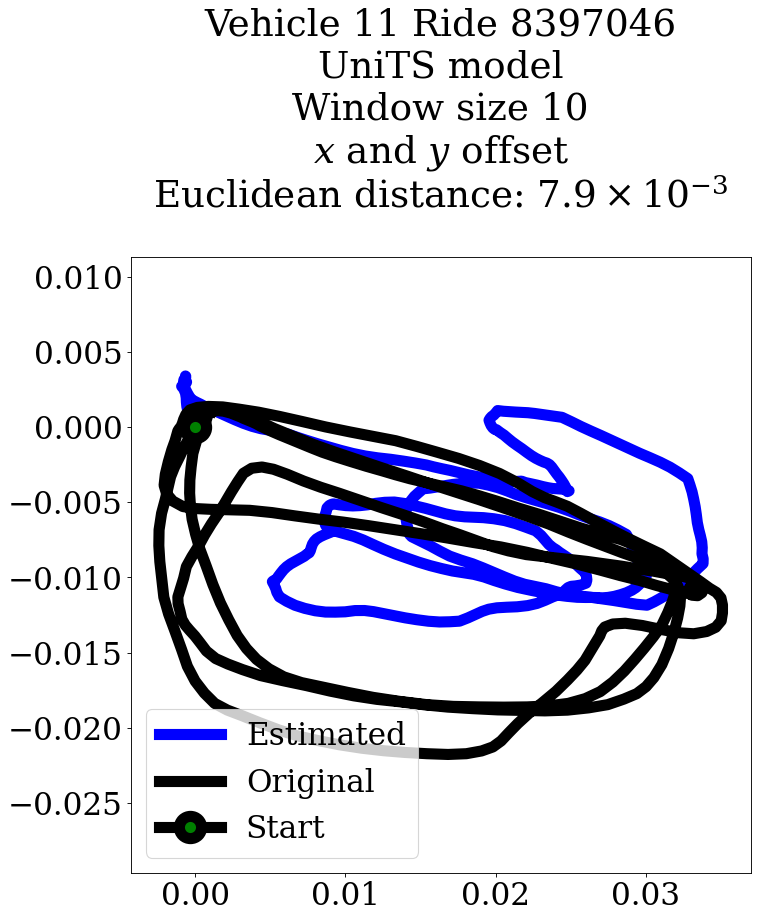 Vehicle 11 Ride 8397046
UniTS model
Window size 10
x and y offset
Euclidean distance: 7.9 × 10⁻³
0.010
0.005
0.000
−0.005
−0.010
−0.015
−0.020
−0.025
Estimated
Original
Start
0.00 0.01 0.02 0.03